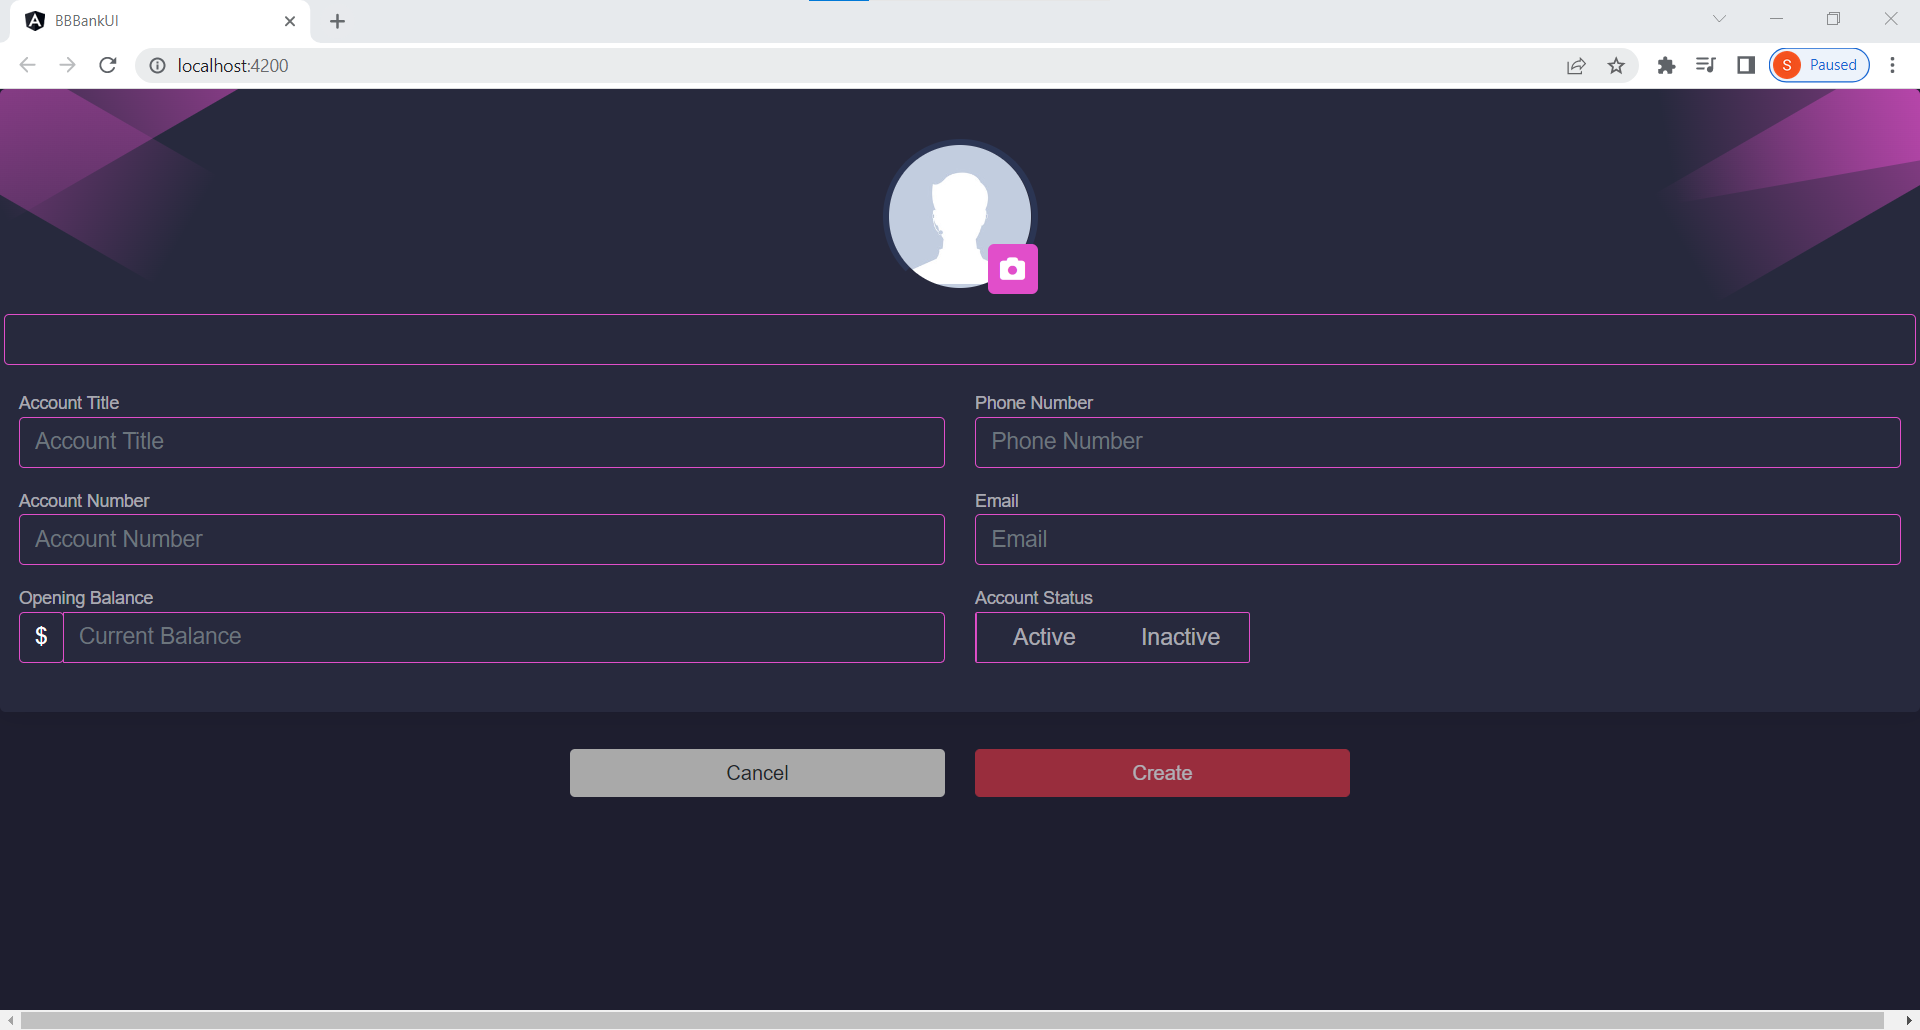 BBBankUI
localhost:4200
S Paused
Account Title
Phone Number
Account Title
Phone Number
Account Number
Email
Account Number
Email
Opening Balance
Account Status
$ Current Balance
Active Inactive
Cancel
Create